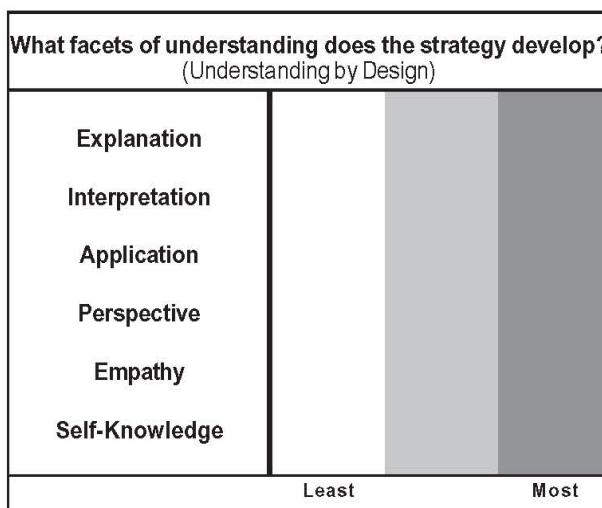 What facets of understanding does the strategy develop?
(Understanding by Design)
Explanation
Interpretation
Application
Perspective
Empathy
Self-Knowledge
Least Most